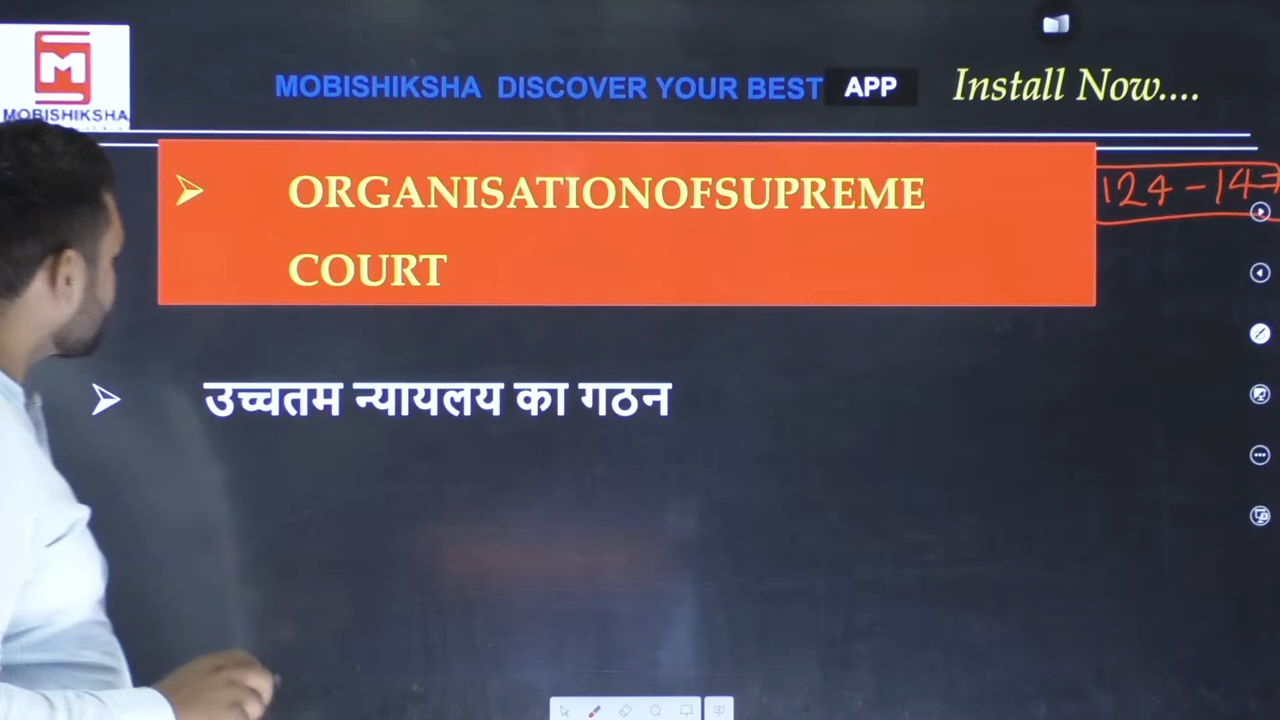 M
MOBISHIKSHA
MOBISHIKSHA DISCOVER YOUR BEST APP Install Now....
ORGANISATIONOFSUPREME
COURT
124 - 147
उच्चतम न्यायलय का गठन